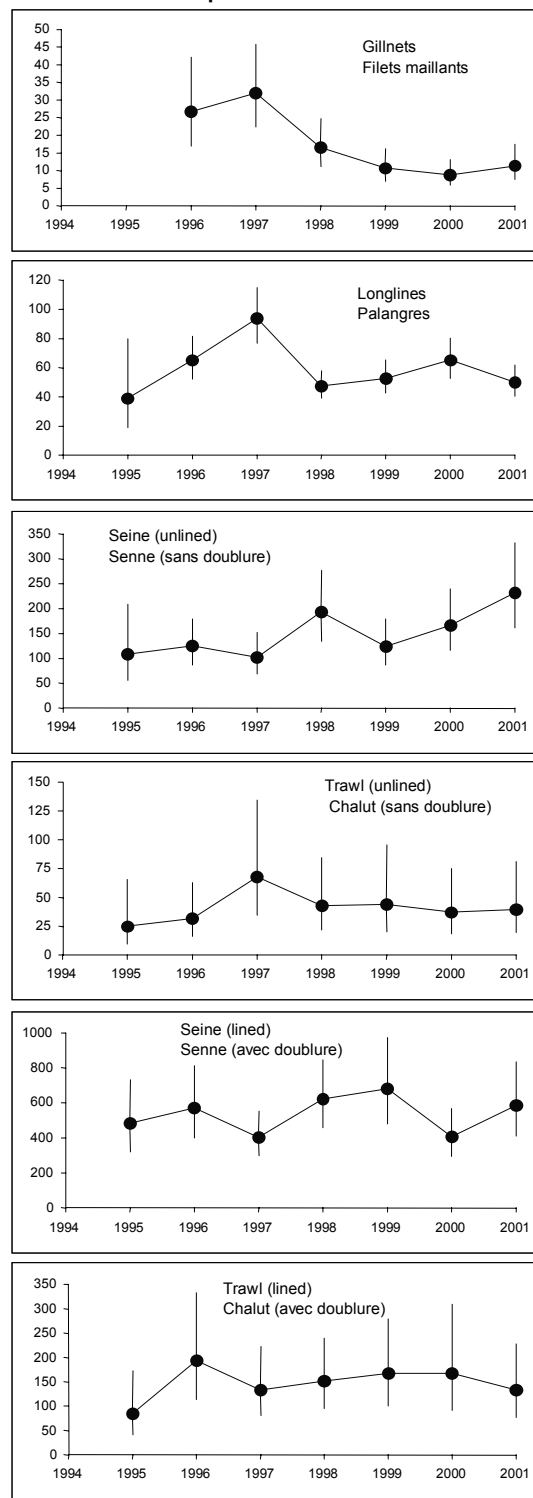 50
45
40
35
30
25
20
15
10
5
0
Gillnets
Filets maillants
1994 1995 1996 1997 1998 1999 2000 2001
120
100
80
60
40
20
0
Longlines
Palangres
1994 1995 1996 1997 1998 1999 2000 2001
350
300
250
200
150
100
50
0
Seine (unlined)
Senne (sans doublure)
1994 1995 1996 1997 1998 1999 2000 2001
150
125
100
75
50
25
0
Trawl (unlined)
Chalut (sans doublure)
1994 1995 1996 1997 1998 1999 2000 2001
1000
800
600
400
200
0
Seine (lined)
Senne (avec doublure)
1994 1995 1996 1997 1998 1999 2000 2001
350
300
250
200
150
100
50
0
Trawl (lined)
Chalut (avec doublure)
1994 1995 1996 1997 1998 1999 2000 2001